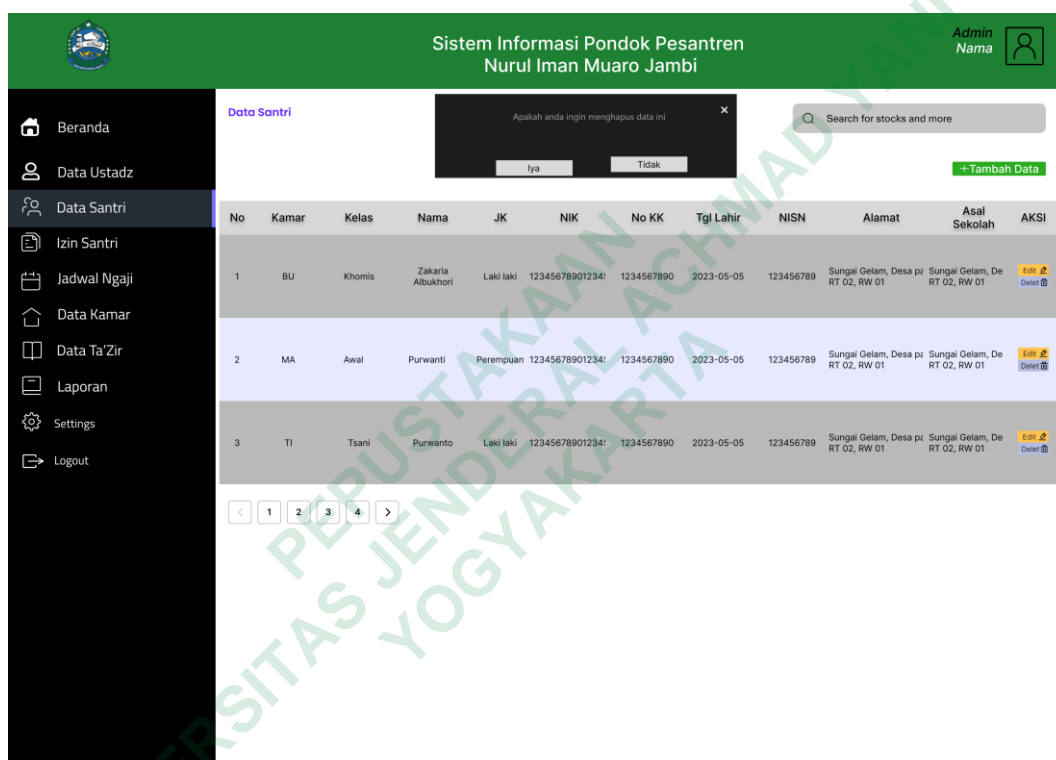 Sistem Informasi Pondok Pesantren
Nurul Iman Muaro Jambi
Admin
Nama
Beranda
Data Ustadz
Data Santri
Izin Santri
Jadwal Ngaji
Data Kamar
Data Ta'Zir
Laporan
Settings
Logout
Data Santri
Apakah anda ingin menghapus data ini
Iya
Tidak
Search for stocks and more
+Tambah Data
No Kamar Kelas Nama JK NIK No KK Tgl Lahir NISN Alamat Asal Sekolah AKSI
1 BU Khomis Zakaria Albukhori Laki laki 12345678901234 1234567890 2023-05-05 123456789 Sungai Gelam, Desa Sungai Gelam, De Edit
RT 02, RW 01 RT 02, RW 01 Delet
2 MA Awal Purwanti Perempuan 12345678901234 1234567890 2023-05-05 123456789 Sungai Gelam, Desa Sungai Gelam, De Edit
RT 02, RW 01 RT 02, RW 01 Delet
3 TI Tsani Purwanto Laki laki 12345678901234 1234567890 2023-05-05 123456789 Sungai Gelam, Desa Sungai Gelam, De Edit
RT 02, RW 01 RT 02, RW 01 Delet
< 1 2 3 4 >
PEPUSTAKAAN
ERSITAS JENDERAL ACHMAD YANI
YOGYAKARTA